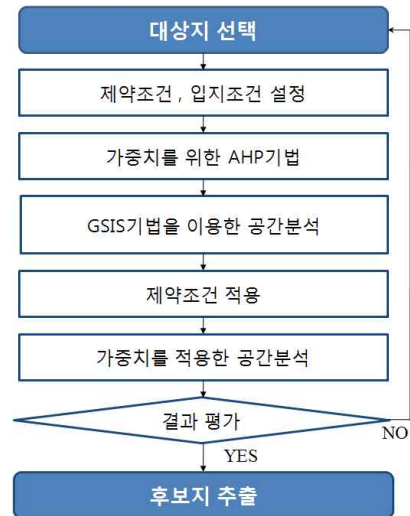 대상지 선택
제약조건 , 입지조건 설정
가중치를 위한 AHP기법
GSIS기법을 이용한 공간분석
제약조건 적용
가중치를 적용한 공간분석
결과 평가
NO
YES
후보지 추출